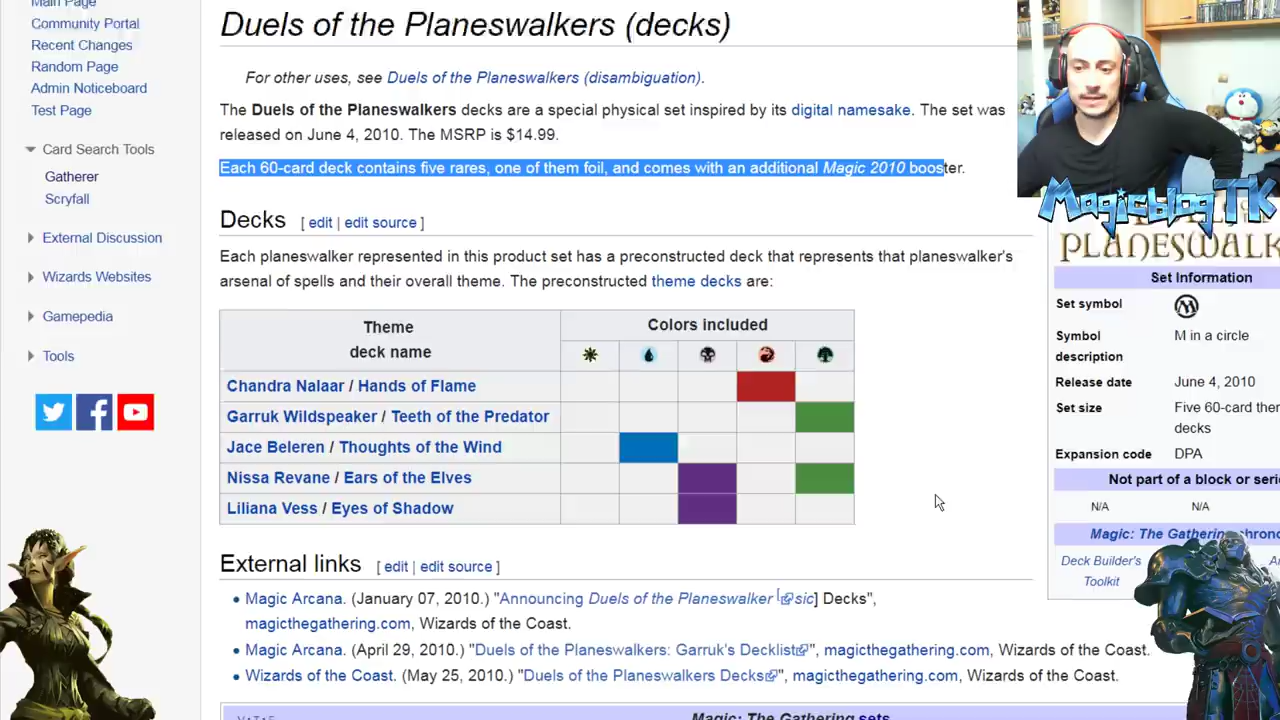 Main Page
Community Portal
Recent Changes
Random Page
Admin Noticeboard
Test Page
Card Search Tools
Gatherer
Scryfall
External Discussion
Wizards Websites
Gamepedia
Tools
Duels of the Planeswalkers (decks)
For other uses, see Duels of the Planeswalkers (disambiguation).
The Duels of the Planeswalkers decks are a special physical set inspired by its digital namesake. The set was
released on June 4, 2010. The MSRP is $14.99.
Each 60-card deck contains five rares, one of them foil, and comes with an additional Magic 2010 booster.
Decks [ edit | edit source ]
Each planeswalker represented in this product set has a preconstructed deck that represents that planeswalker's
arsenal of spells and their overall theme. The preconstructed theme decks are:
Theme
deck name
Colors included
Chandra Nalaar / Hands of Flame
Garruk Wildspeaker / Teeth of the Predator
Jace Beleren / Thoughts of the Wind
Nissa Revane / Ears of the Elves
Liliana Vess / Eyes of Shadow
External links [ edit | edit source ]
Magic Arcana. (January 07, 2010.) "Announcing Duels of the Planeswalker [sic] Decks",
magicthegathering.com, Wizards of the Coast.
Magic Arcana. (April 29, 2010.) "Duels of the Planeswalkers: Garruk's Decklist", magicthegathering.com, Wizards of the Coast.
Wizards of the Coast. (May 25, 2010.) "Duels of the Planeswalkers Decks", magicthegathering.com, Wizards of the Coast.
Magic: The Gathering sets
MagicblogTK
PLANESWALK
Set Information
Set symbol
Symbol
description
M in a circle
Release date
June 4, 2010
Set size
Five 60-card
decks
Expansion code
DPA
Not part of a block or
N/A
N/A
Magic: The Gathering
Deck Builder's
Toolkit